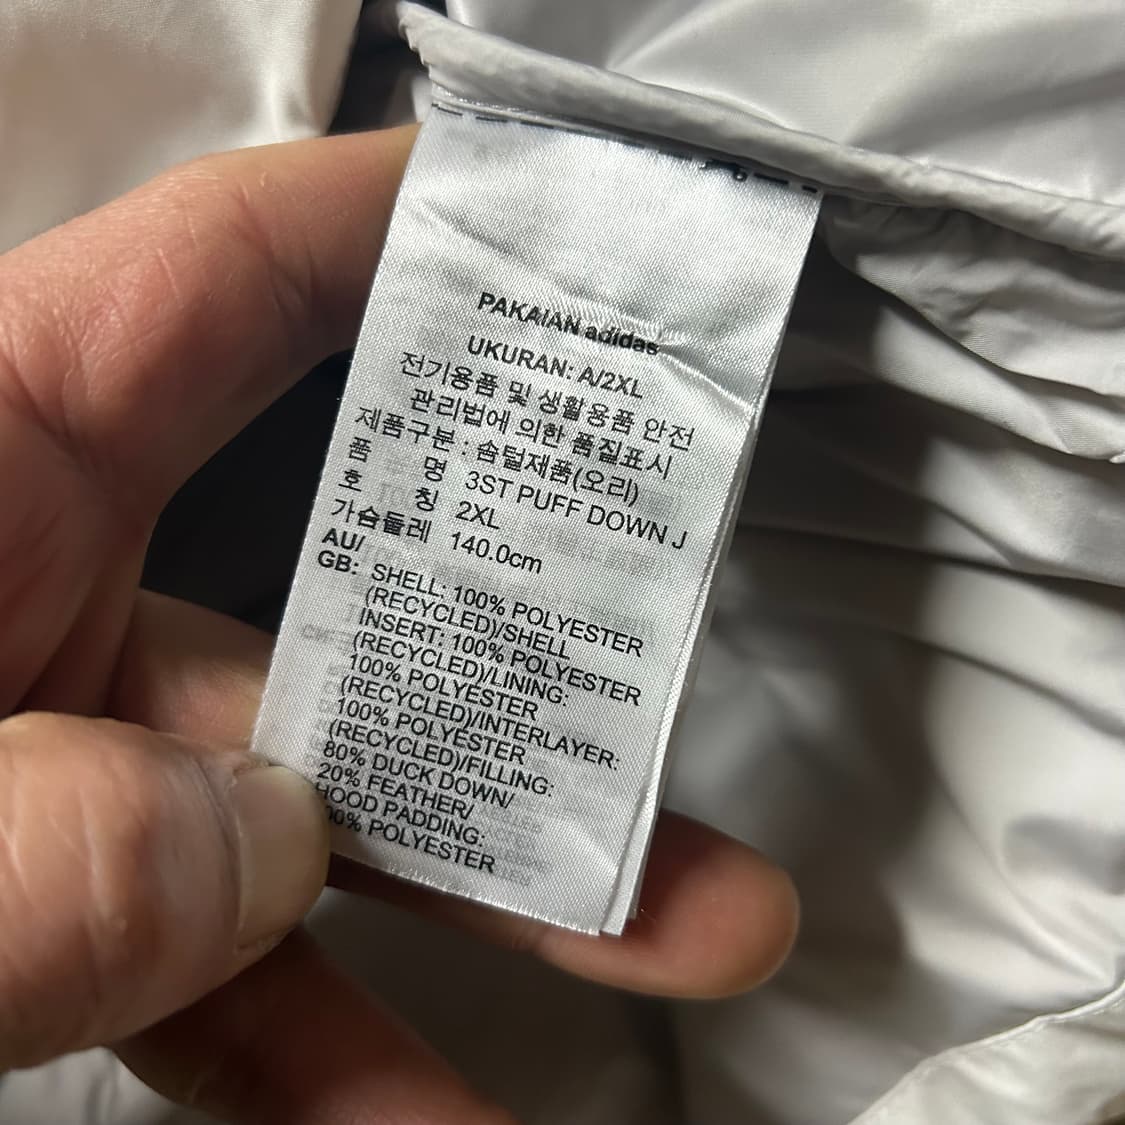 PAKAIAN adidas
UKURAN: A/2XL
전기용품 및 생활용품 안전
관리법에 의한 품질표시
제품구분 : 솜털제품(오리)
품 명 3ST PUFF DOWN J
호 칭 2XL
가슴둘레 140.0cm
AU/
GB: SHELL: 100% POLYESTER
(RECYCLED)/SHELL
INSERT: 100% POLYESTER
(RECYCLED)/LINING:
100% POLYESTER
(RECYCLED)/INTERLAYER:
100% POLYESTER
(RECYCLED)/FILLING:
80% DUCK DOWN/
20% FEATHER/
HOOD PADDING:
00% POLYESTER